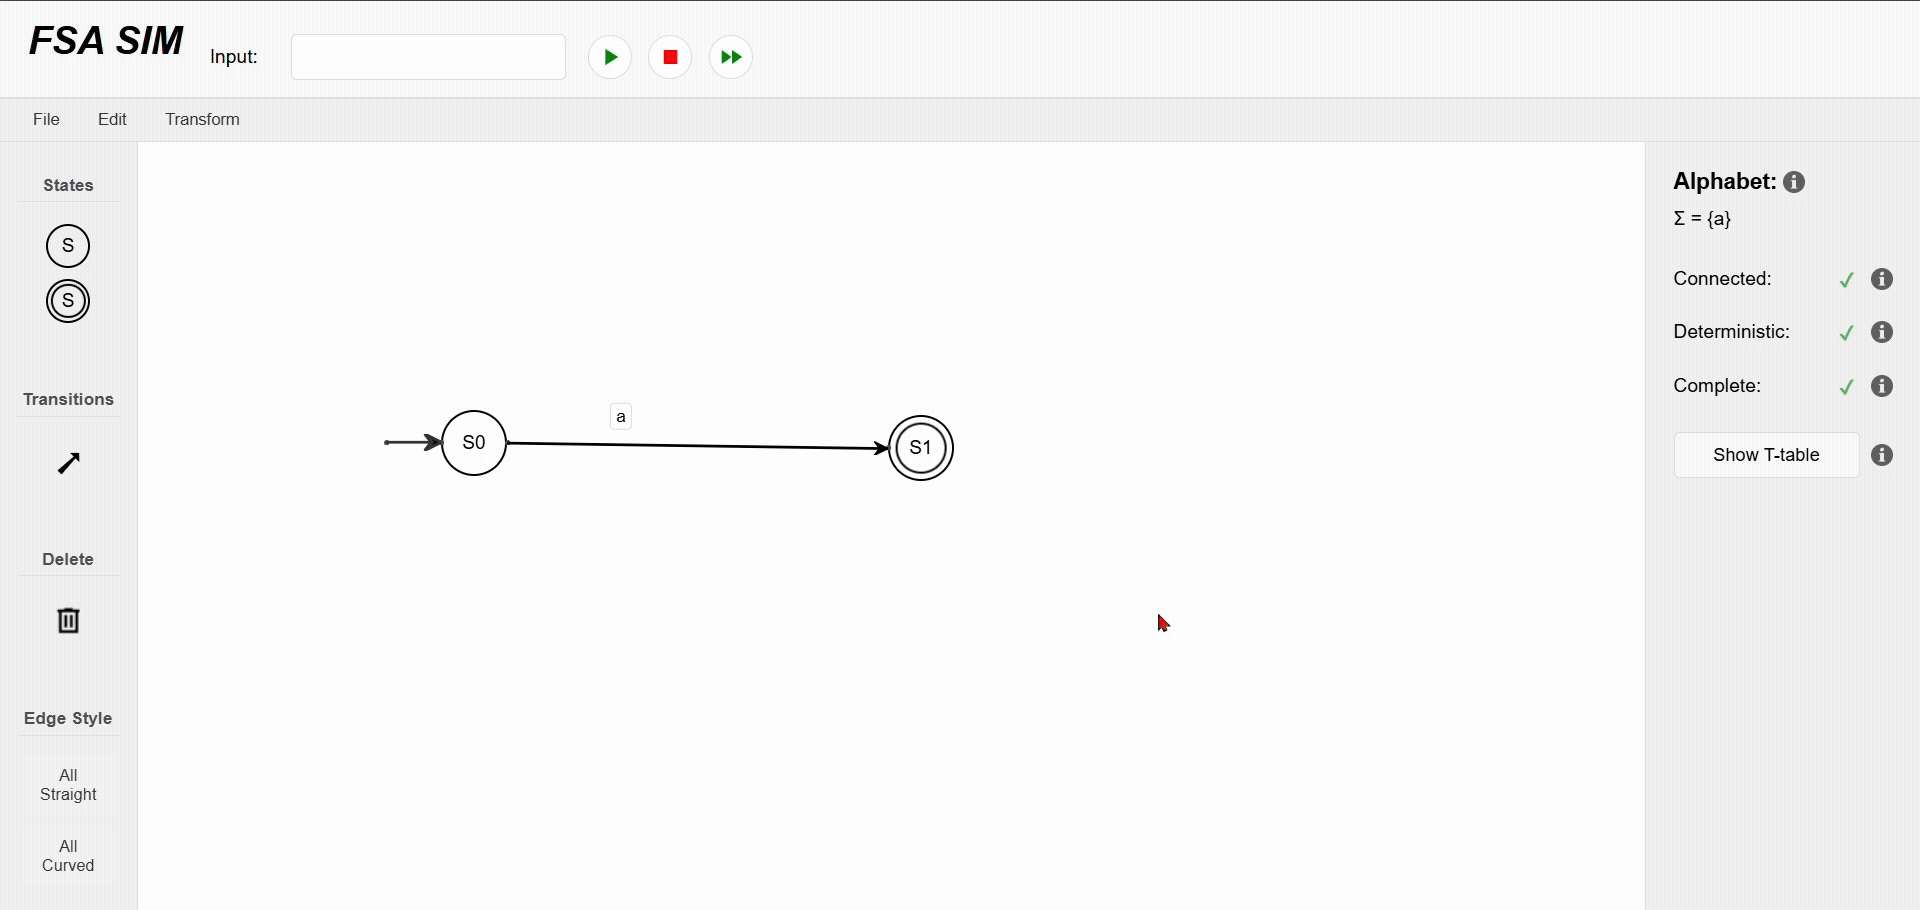 FSA SIM
Input:
File Edit Transform
States
S
S
Transitions
Delete
Edge Style
All
Straight
All
Curved
a
S0
S1
Alphabet:
Σ = {a}
Connected: ✓
Deterministic: ✓
Complete: ✓
Show T-table